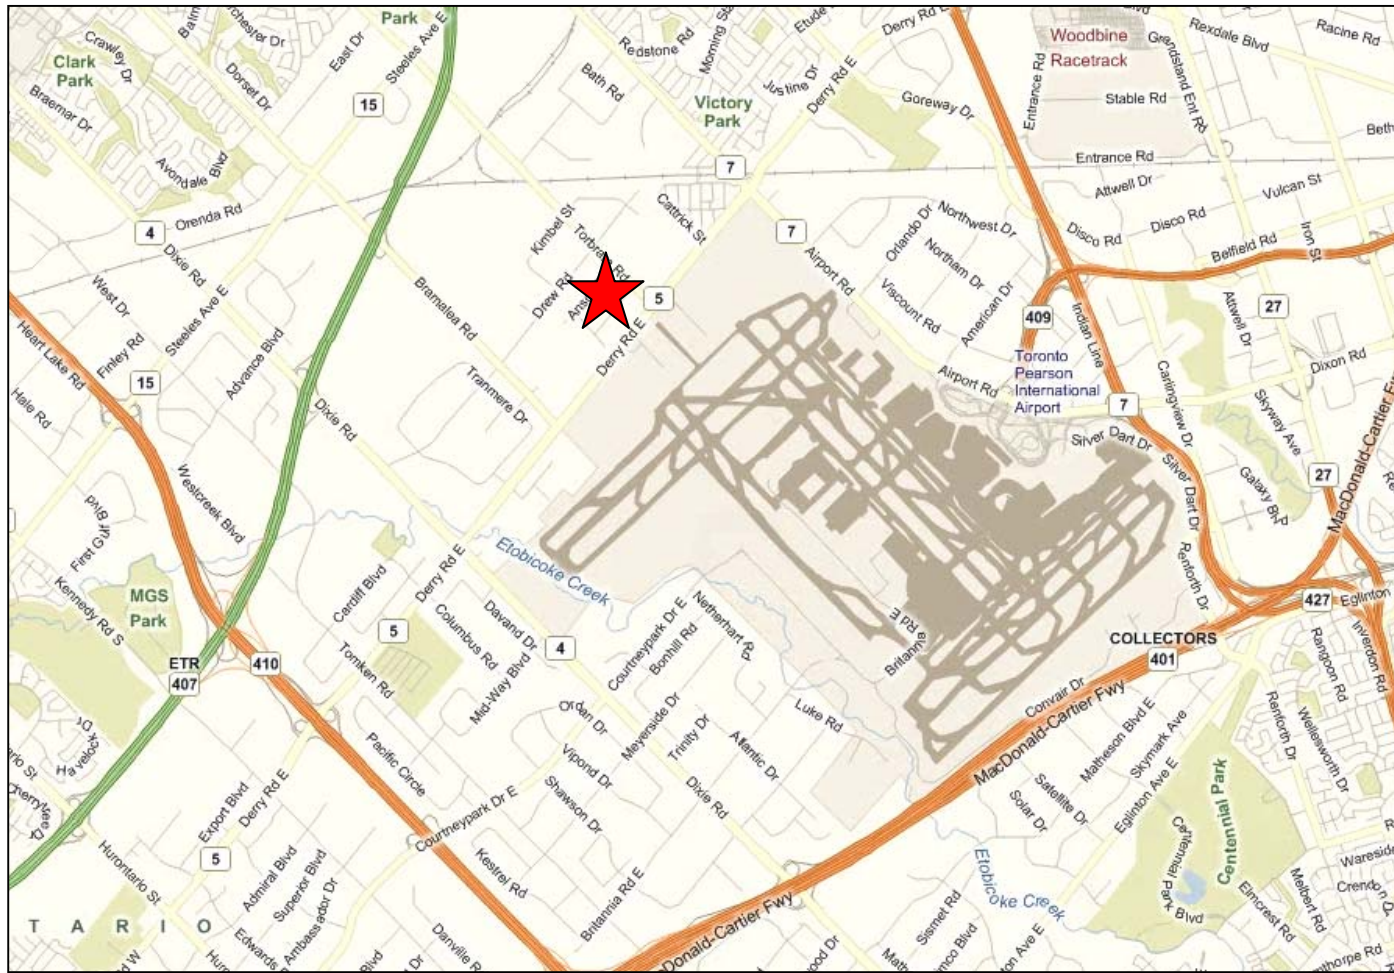 Park
Clark
Park
Crawley Dr
Braemar Dr
Dorset Dr
East Dr
Steeles Ave E
15
Avondale Blvd
Orenda Rd
4
Dixie Rd
West Dr
Finley Rd
Steeles Ave E
15
Heart Lake Rd
Hale Rd
Advance Blvd
Westcreek Blvd
Dixie Rd
Bramalea Rd
Tranmere Dr
Redstone Rd
Bath Rd
Justine Dr
Victory
Park
Derry Rd E
Derry Rd E
7
Cattrick St
Kimbel St
Drew Rd
5
Derry Rd E
7
Airport Rd
Orlando Dr
Northwest Dr
Northam Dr
Viscount Rd
American Dr
Airport Rd
Goreway Dr
Woodbine
Racetrack
Entrance Rd
Grandstand Ent Rd
Rexdale Blvd
Racine Rd
Stable Rd
Entrance Rd
Attwell Dr
Vulcan St
Disco Rd
Disco Rd
Iron St
Belfield Rd
27
Attwell Dr
409
Indian Line
Toronto
Pearson
International
Airport
7
Dixon Rd
Carlingview Dr
Skyway Ave
Silver Dart Dr
Silver Dart Dr
27
Galaxy Blvd
MacDonald-Cartier Fwy
Renforth Dr
427
Eglinton
Inverdon Rd
Rangoon Rd
COLLECTORS
401
Renforth Dr
Wellesworth Dr
First Gulf Blvd
Kennedy Rd S
MGS
Park
ETR
407
410
Cardiff Blvd
Derry Rd E
5
Tomken Rd
Columbus Rd
Mid-Way Blvd
Davand Dr
4
Etobicoke Creek
Courtneypark Dr E
Bonhill Rd
Netherhart Rd
Britannia Rd E
Luke Rd
Ordan Dr
Meyerside Dr
Trinity Dr
Atlantic Dr
Vipond Dr
Shawson Dr
Dixie Rd
Convair Dr
MacDonald-Cartier Fwy
Matheson Blvd E
Skymark Ave
Satellite Dr
Solar Dr
Eglinton Ave E
Centennial Park
Centennial Park Blvd
Pacific Circle
Export Blvd
Derry Rd E
Courtneypark Dr E
5
Hurontario St
Admiral Blvd
Superior Blvd
Ambassador Dr
Kestrel Rd
Britannia Rd E
Etobicoke Creek
Sismet Rd
Elmcrest Rd
Melbert Rd
TARIO